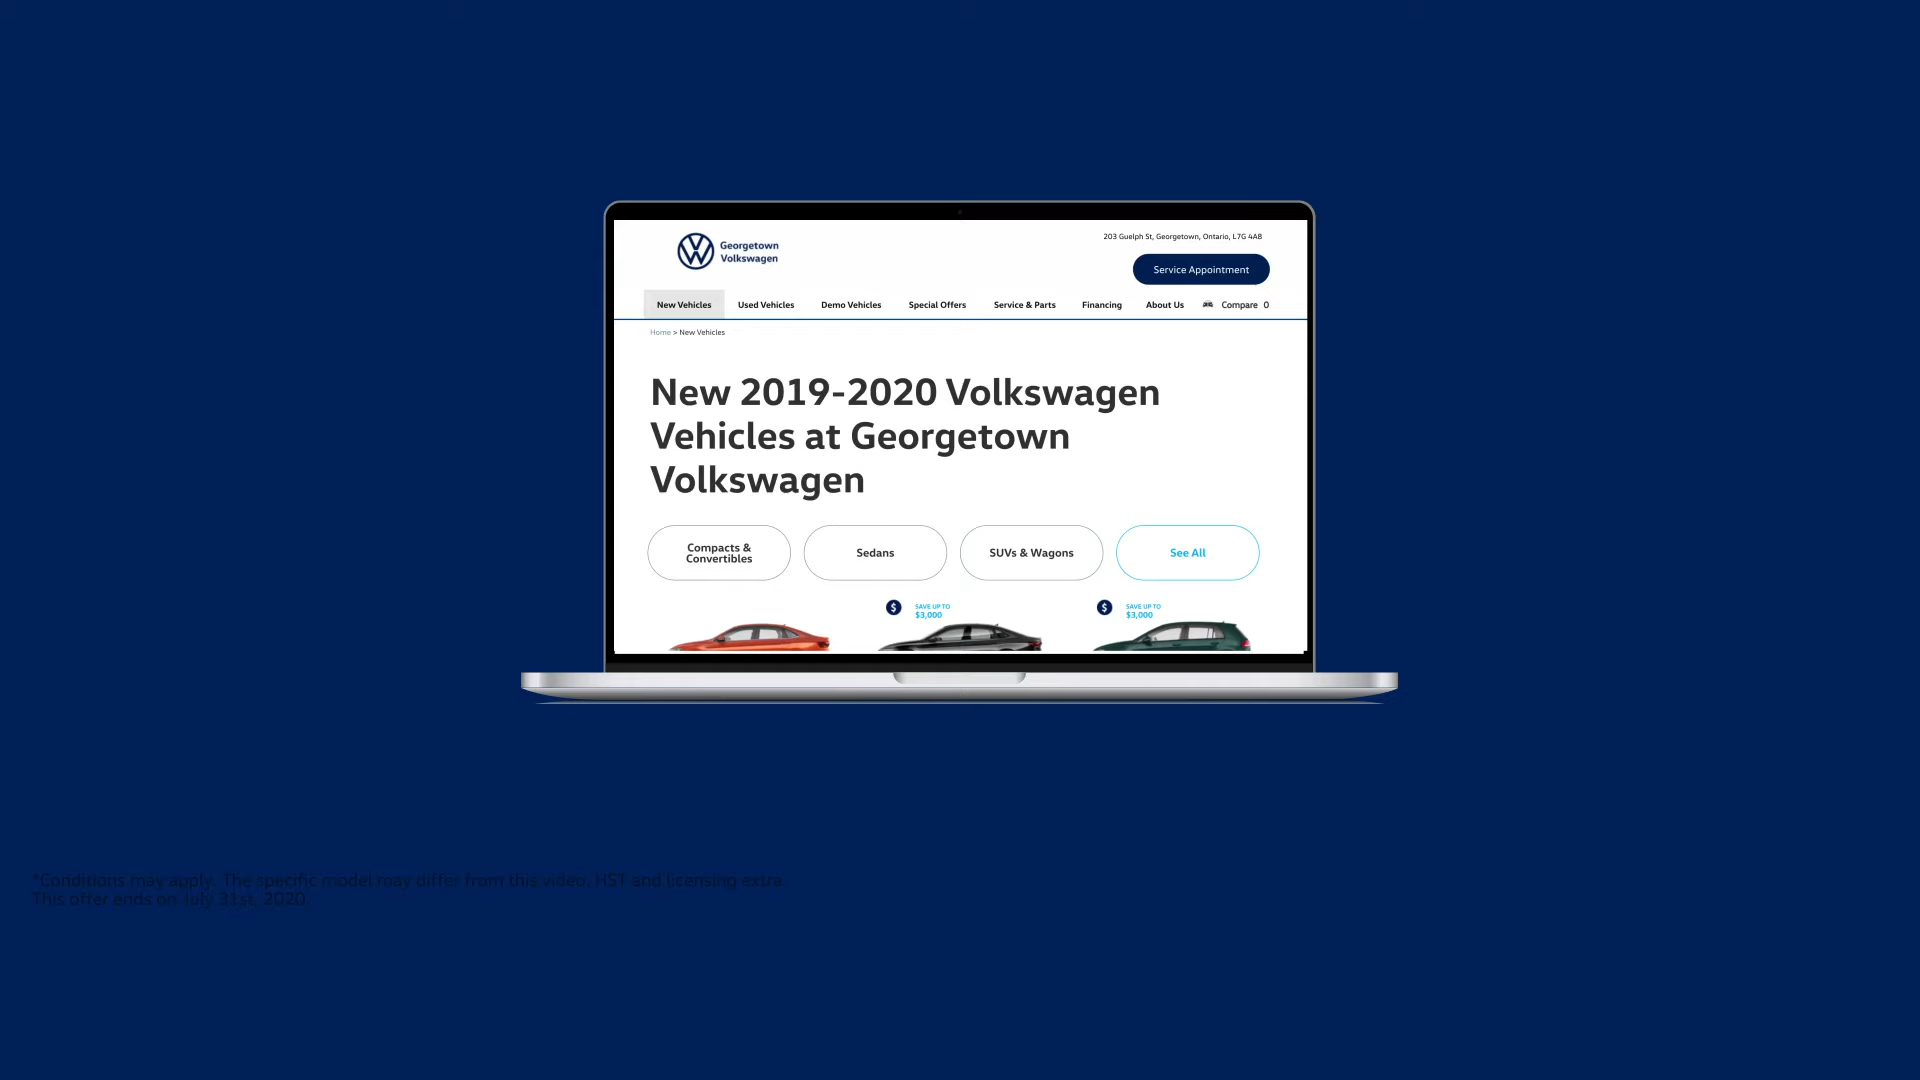 Georgetown
Volkswagen
203 Guelph St, Georgetown, Ontario, L7G 4A8
Service Appointment
New Vehicles Used Vehicles Demo Vehicles Special Offers Service & Parts Financing About Us Compare 0
Home > New Vehicles
New 2019-2020 Volkswagen
Vehicles at Georgetown
Volkswagen
Compacts &
Convertibles
Sedans
SUVs & Wagons
See All
$ SAVE UP TO
$3,000
$ SAVE UP TO
$3,000
*Conditions may apply. The specific model may differ from this video. HST and licensing extra.
This offer ends on July 31st, 2020.